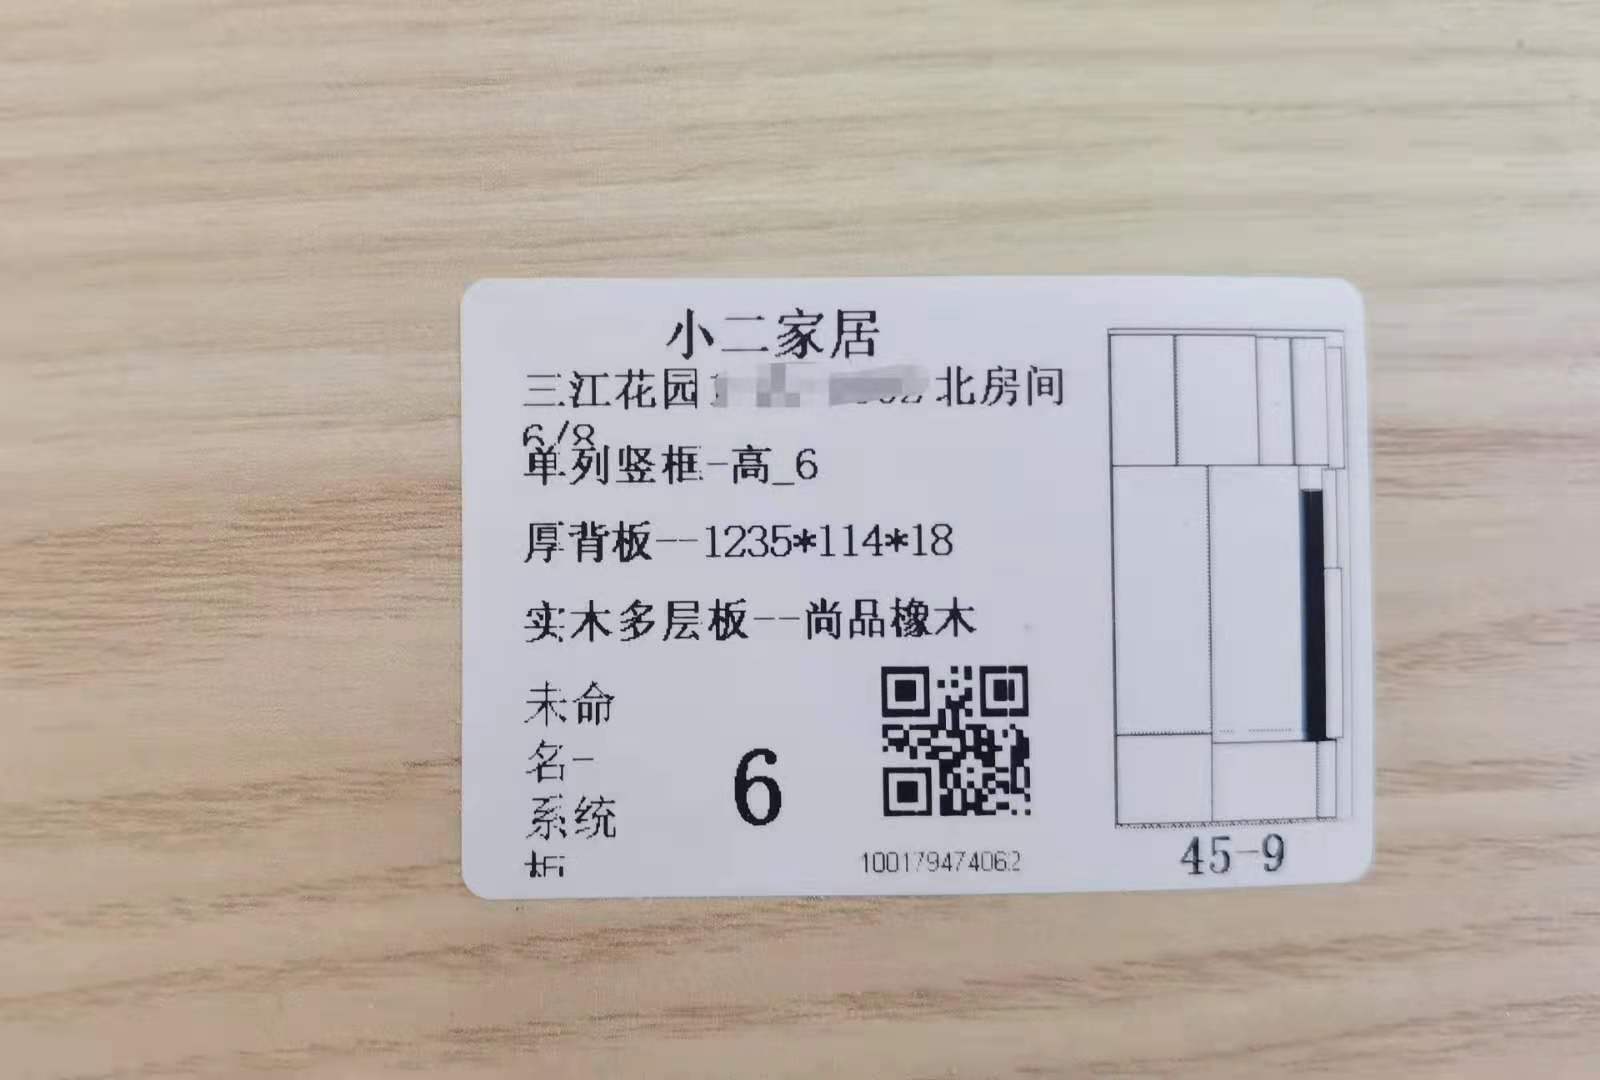 小二家居
三江花园 北房间
6/8
单列竖框-高_6
厚背板--1235*114*18
实木多层板--尚品橡木
未命
名-
系统
6
10017947406­2
45-9